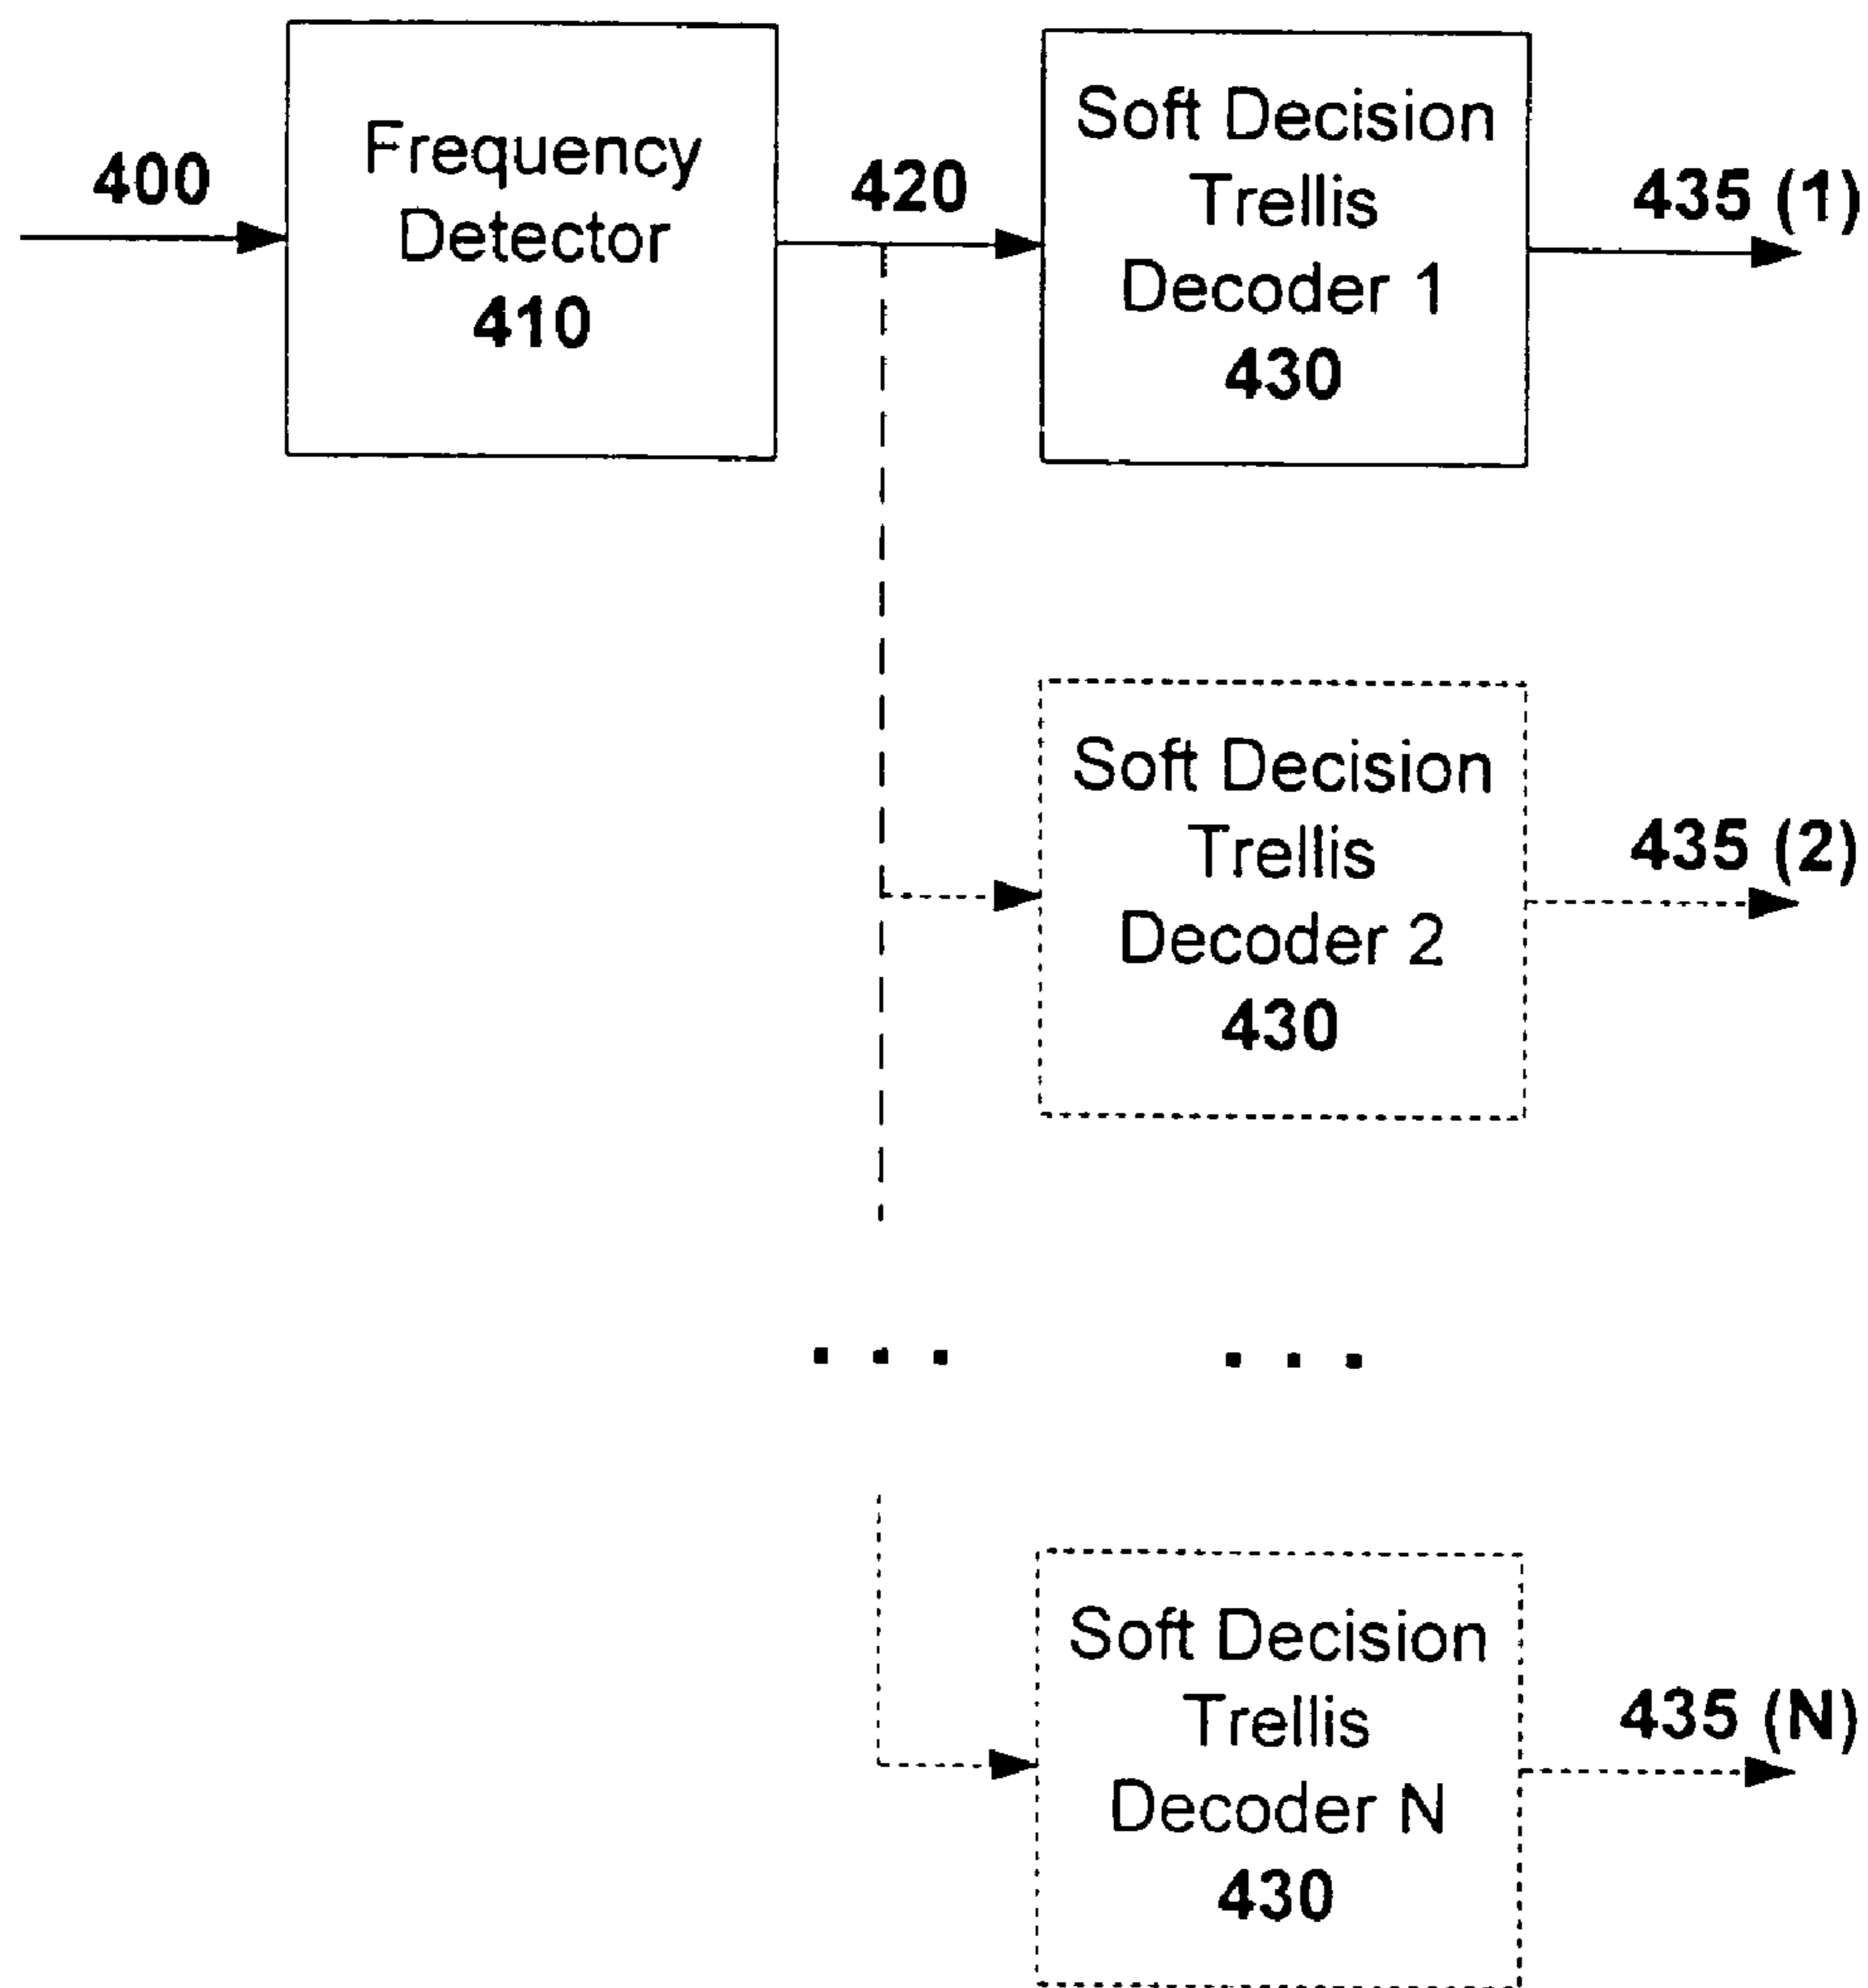 400
Frequency
Detector
410
420
Soft Decision
Trellis
Decoder 1
430
435 (1)
Soft Decision
Trellis
Decoder 2
430
435 (2)
. . .
. . .
Soft Decision
Trellis
Decoder N
430
435 (N)